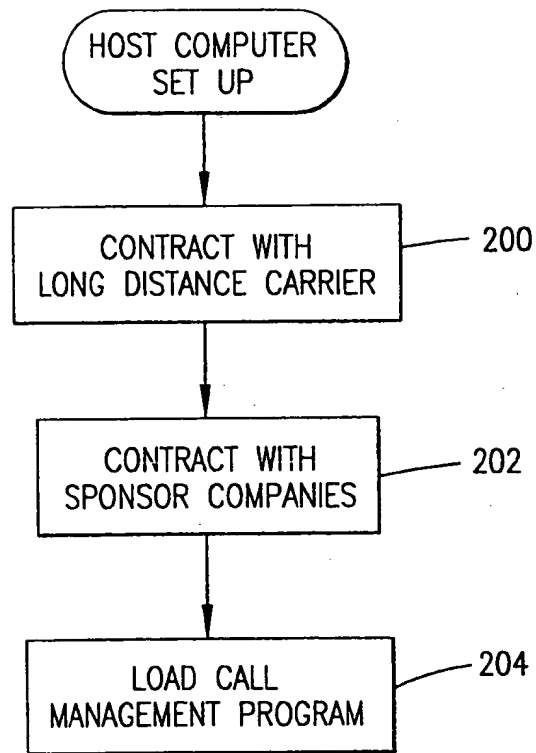 HOST COMPUTER
SET UP
CONTRACT WITH
LONG DISTANCE CARRIER
200
CONTRACT WITH
SPONSOR COMPANIES
202
LOAD CALL
MANAGEMENT PROGRAM
204